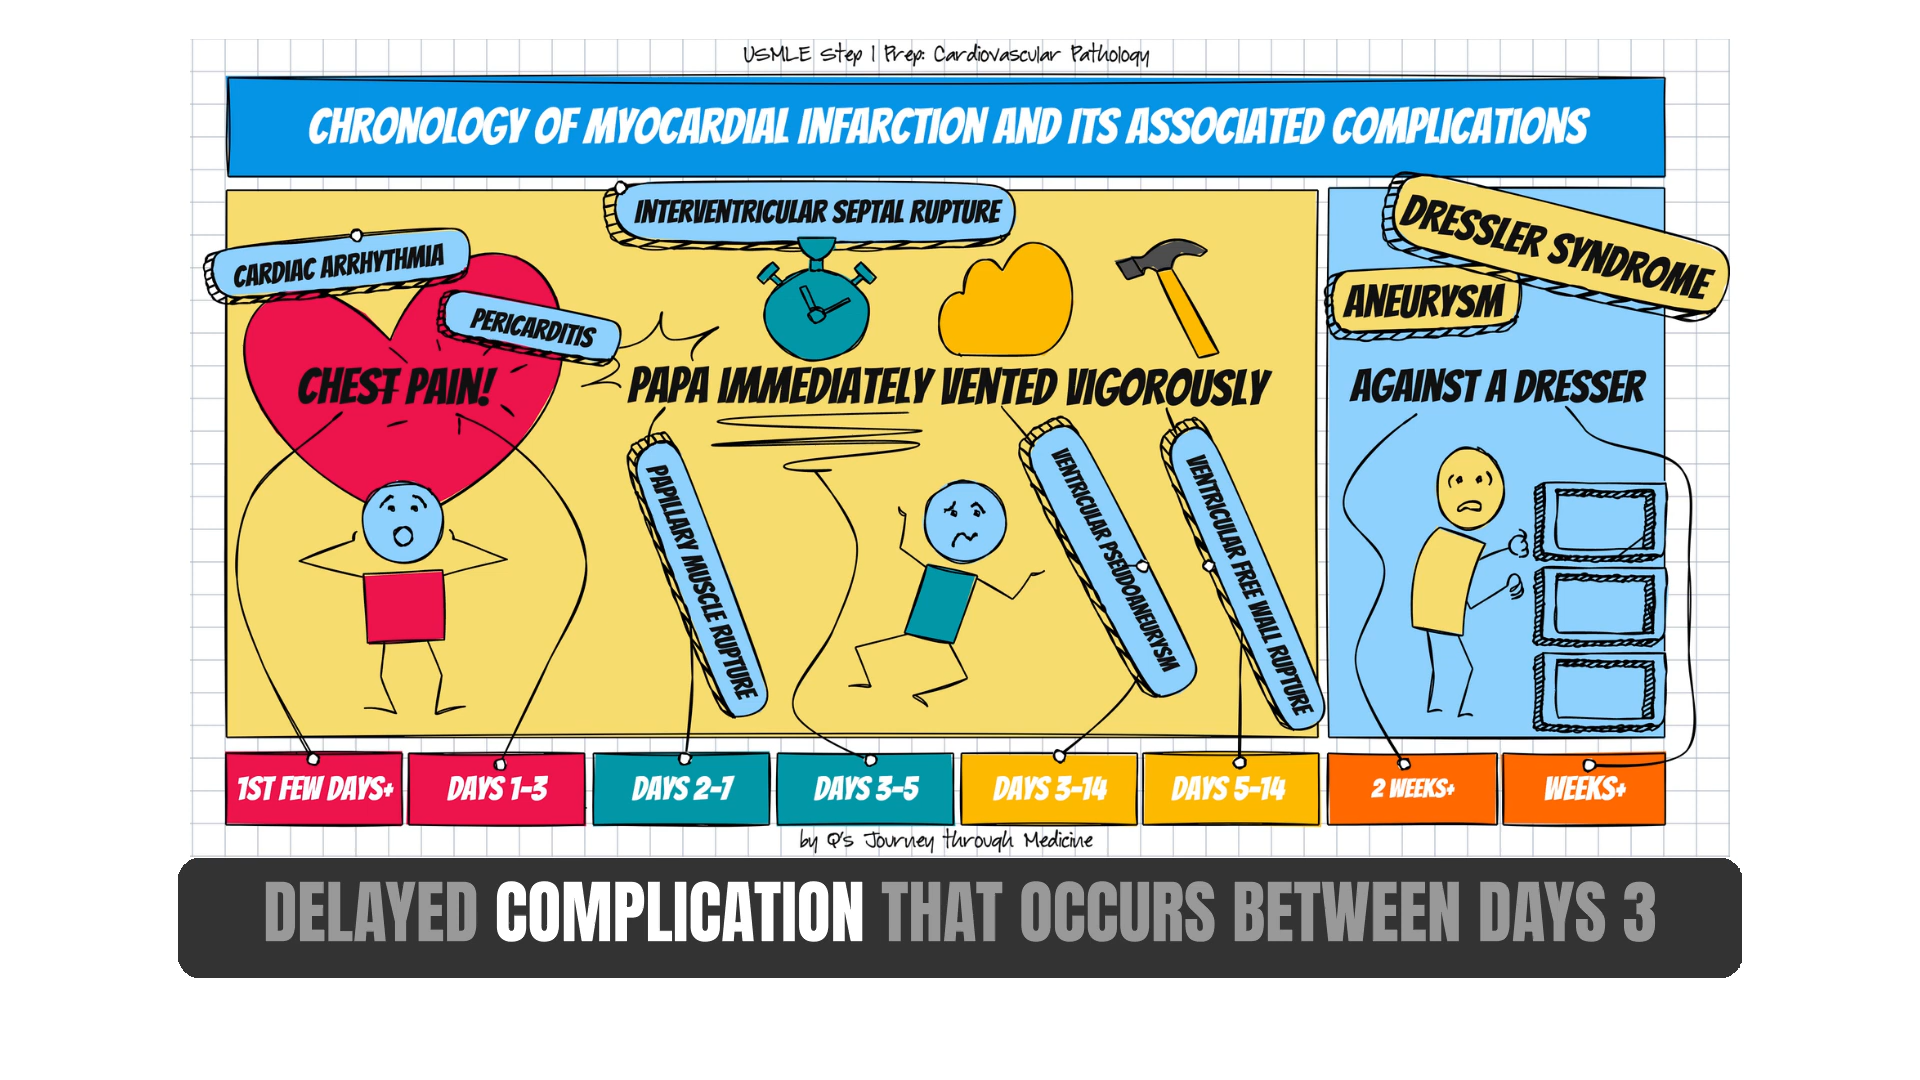 USMLE Step 1 Prep: Cardiovascular Pathology
CHRONOLOGY OF MYOCARDIAL INFARCTION AND ITS ASSOCIATED COMPLICATIONS
CARDIAC ARRHYTHMIA
PERICARDITIS
INTERVENTRICULAR SEPTAL RUPTURE
DRESSLER SYNDROME
ANEURYSM
CHEST PAIN!
PAPA IMMEDIATELY VENTED VIGOROUSLY
AGAINST A DRESSER
PAPILLARY MUSCLE RUPTURE
VENTRICULAR PSEUDOANEURYSM
VENTRICULAR FREE WALL RUPTURE
1ST FEW DAYS+
DAYS 1-3
DAYS 2-7
DAYS 3-5
DAYS 3-14
DAYS 5-14
2 WEEKS+
WEEKS+
by Q's Journey through Medicine
DELAYED COMPLICATION THAT OCCURS BETWEEN DAYS 3